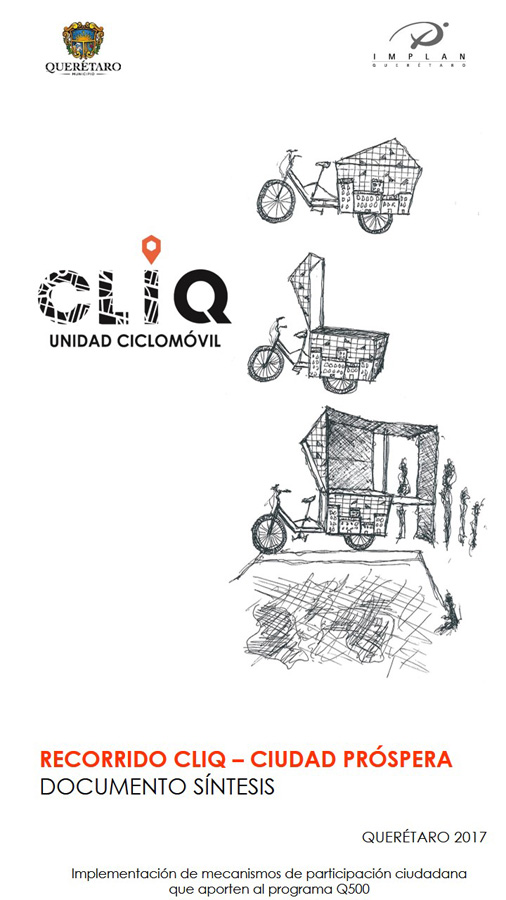 QUERÉTARO
MUNICIPIO
IMPLAN
QUERÉTARO
CLIQ
UNIDAD CICLOMÓVIL
RECORRIDO CLIQ – CIUDAD PRÓSPERA
DOCUMENTO SÍNTESIS
QUERÉTARO 2017
Implementación de mecanismos de participación ciudadana
que aporten al programa Q500